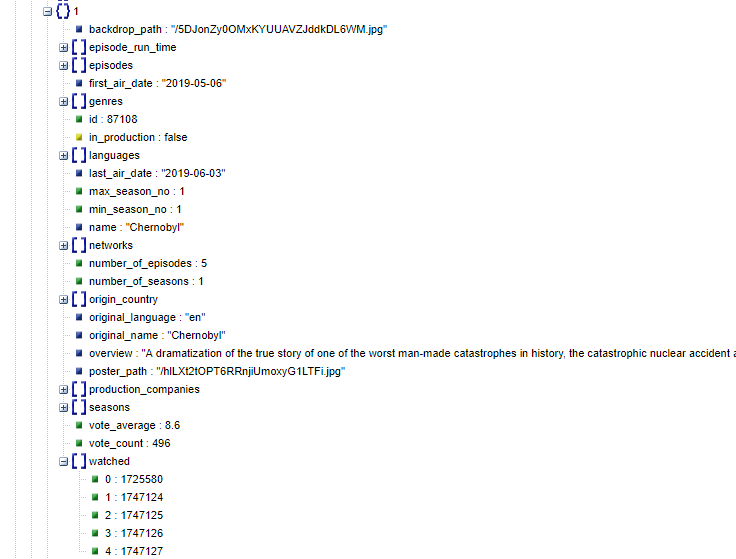 1
backdrop_path : "/5DJonZy0OMxKYUUAVZJddkDL6WM.jpg"
episode_run_time
episodes
first_air_date : "2019-05-06"
genres
id : 87108
in_production : false
languages
last_air_date : "2019-06-03"
max_season_no : 1
min_season_no : 1
name : "Chernobyl"
networks
number_of_episodes : 5
number_of_seasons : 1
origin_country
original_language : "en"
original_name : "Chernobyl"
overview : "A dramatization of the true story of one of the worst man-made catastrophes in history, the catastrophic nuclear accident a
poster_path : "/hlLXt2tOPT6RRnjiUmoxyG1LTFi.jpg"
production_companies
seasons
vote_average : 8.6
vote_count : 496
watched
0 : 1725580
1 : 1747124
2 : 1747125
3 : 1747126
4 : 1747127